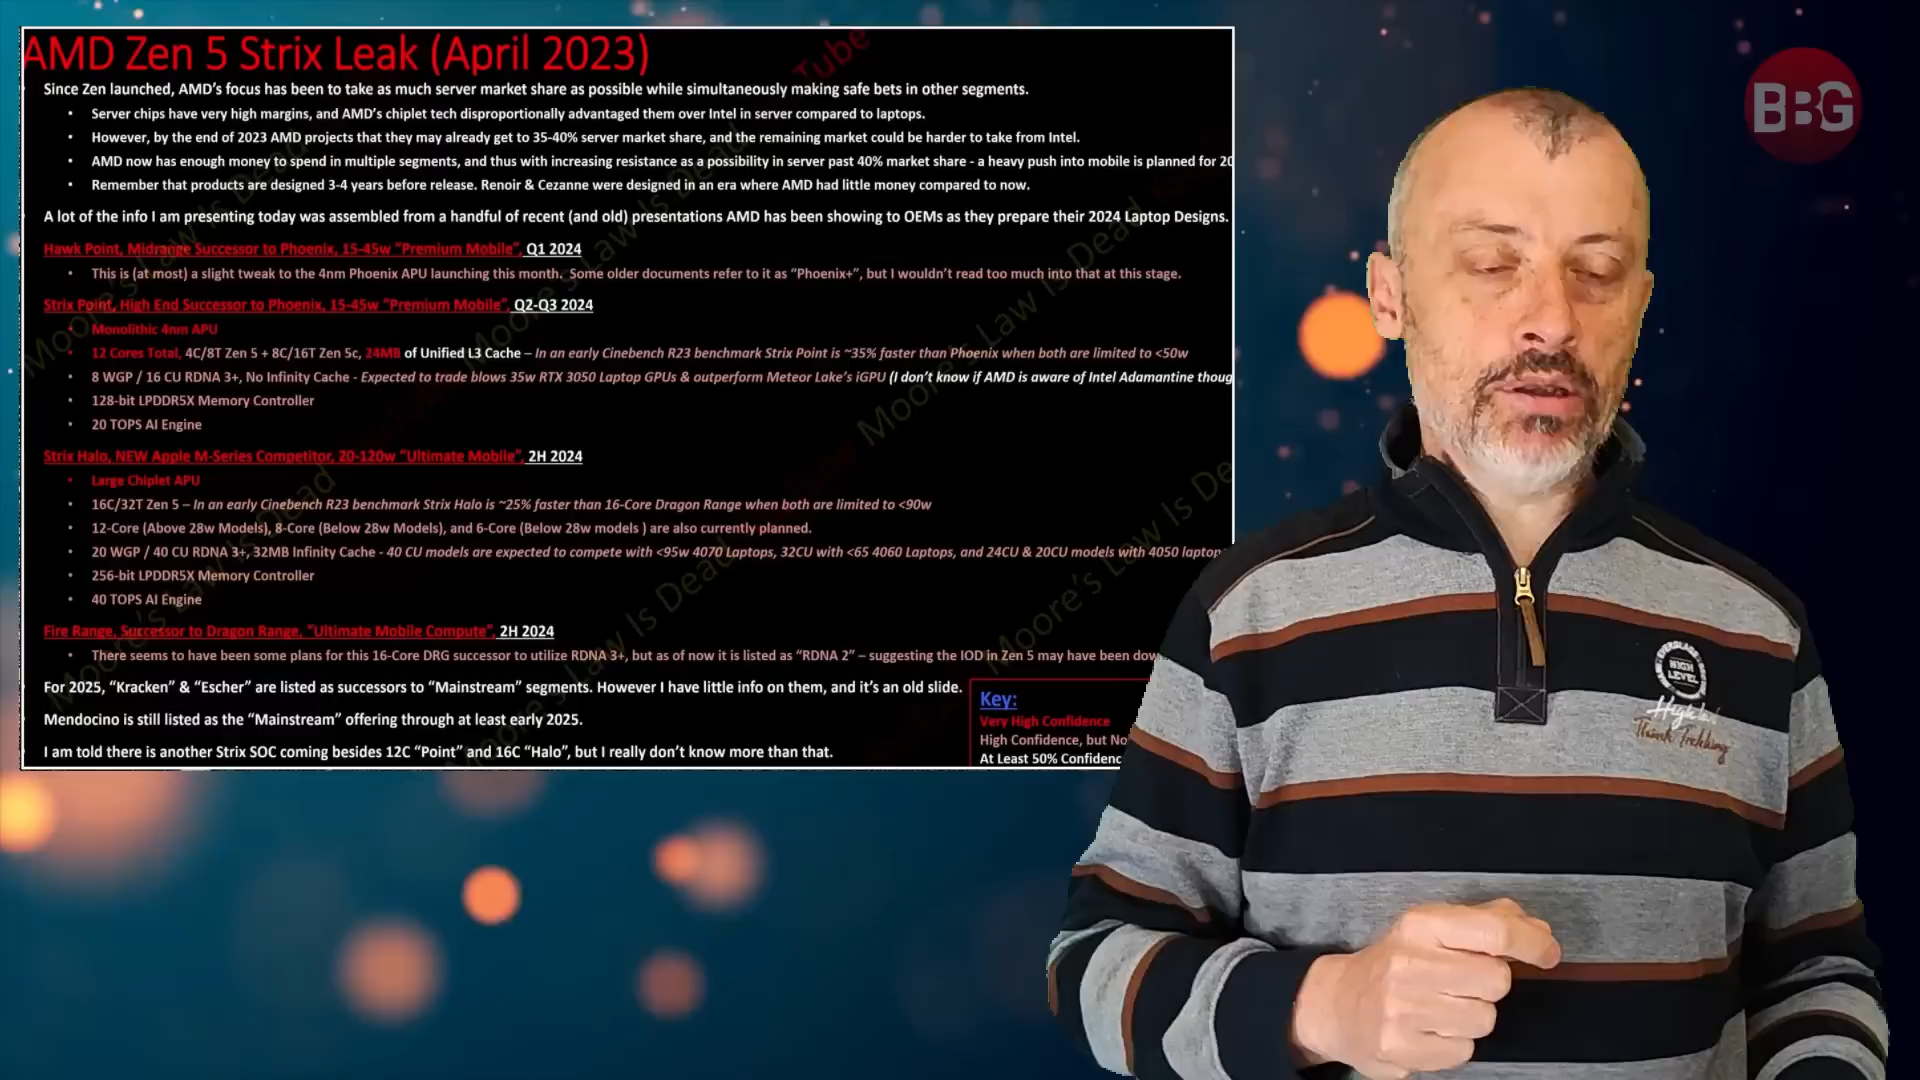 AMD Zen 5 Strix Leak (April 2023)
Since Zen launched, AMD's focus has been to take as much server market share as possible while simultaneously making safe bets in other segments.
• Server chips have very high margins, and AMD's chiplet tech disproportionally advantaged them over Intel in server compared to laptops.
• However, by the end of 2023 AMD projects that they may already get to 35-40% server market share, and the remaining market could be harder to take from Intel.
• AMD now has enough money to spend in multiple segments, and thus with increasing resistance as a possibility in server past 40% market share - a heavy push into mobile is planned for 20
• Remember that products are designed 3-4 years before release. Renoir & Cezanne were designed in an era where AMD had little money compared to now.
A lot of the info I am presenting today was assembled from a handful of recent (and old) presentations AMD has been showing to OEMs as they prepare their 2024 Laptop Designs.
Hawk Point, Midrange Successor to Phoenix, 15-45w "Premium Mobile", Q1 2024
• This is (at most) a slight tweak to the 4nm Phoenix APU launching this month. Some older documents refer to it as "Phoenix+", but I wouldn't read too much into that at this stage.
Strix Point, High End Successor to Phoenix, 15-45w "Premium Mobile", Q2-Q3 2024
• Monolithic 4nm APU
• 12 Cores Total, 4C/8T Zen 5 + 8C/16T Zen 5c, 24MB of Unified L3 Cache – In an early Cinebench R23 benchmark Strix Point is ~35% faster than Phoenix when both are limited to <50w
• 8 WGP / 16 CU RDNA 3+, No Infinity Cache - Expected to trade blows 35w RTX 3050 Laptop GPUs & outperform Meteor Lake's iGPU (I don't know if AMD is aware of Intel Adamantine thoug
• 128-bit LPDDR5X Memory Controller
• 20 TOPS AI Engine
Strix Halo, NEW Apple M-Series Competitor, 20-120w "Ultimate Mobile", 2H 2024
• Large Chiplet APU
• 16C/32T Zen 5 – In an early Cinebench R23 benchmark Strix Halo is ~25% faster than 16-Core Dragon Range when both are limited to <90w
• 12-Core (Above 28w Models), 8-Core (Below 28w Models), and 6-Core (Below 28w models ) are also currently planned.
• 20 WGP / 40 CU RDNA 3+, 32MB Infinity Cache - 40 CU models are expected to compete with <95w 4070 Laptops, 32CU with <65 4060 Laptops, and 24CU & 20CU models with 4050 laptop
• 256-bit LPDDR5X Memory Controller
• 40 TOPS AI Engine
Fire Range, Successor to Dragon Range, "Ultimate Mobile Compute", 2H 2024
• There seems to have been some plans for this 16-Core DRG successor to utilize RDNA 3+, but as of now it is listed as "RDNA 2" – suggesting the IOD in Zen 5 may have been dow
For 2025, "Kracken" & "Escher" are listed as successors to "Mainstream" segments. However I have little info on them, and it's an old slide.
Mendocino is still listed as the "Mainstream" offering through at least early 2025.
I am told there is another Strix SOC coming besides 12C "Point" and 16C "Halo", but I really don't know more than that.
Key:
Very High Confidence
High Confidence, but No
At Least 50% Confidenc
Moore's Law Is Dead
BBG
HIGH
LEVEL
Think Trekking